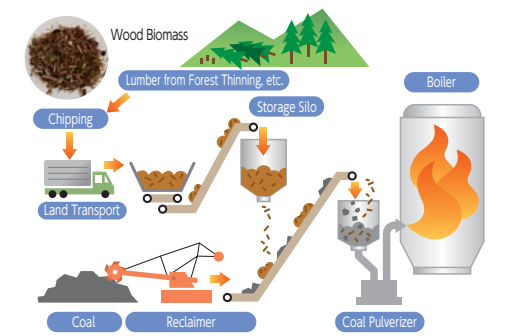 Wood Biomass
Lumber from Forest Thinning, etc.
Boiler
Storage Silo
Chipping
Land Transport
Coal
Reclaimer
Coal Pulverizer